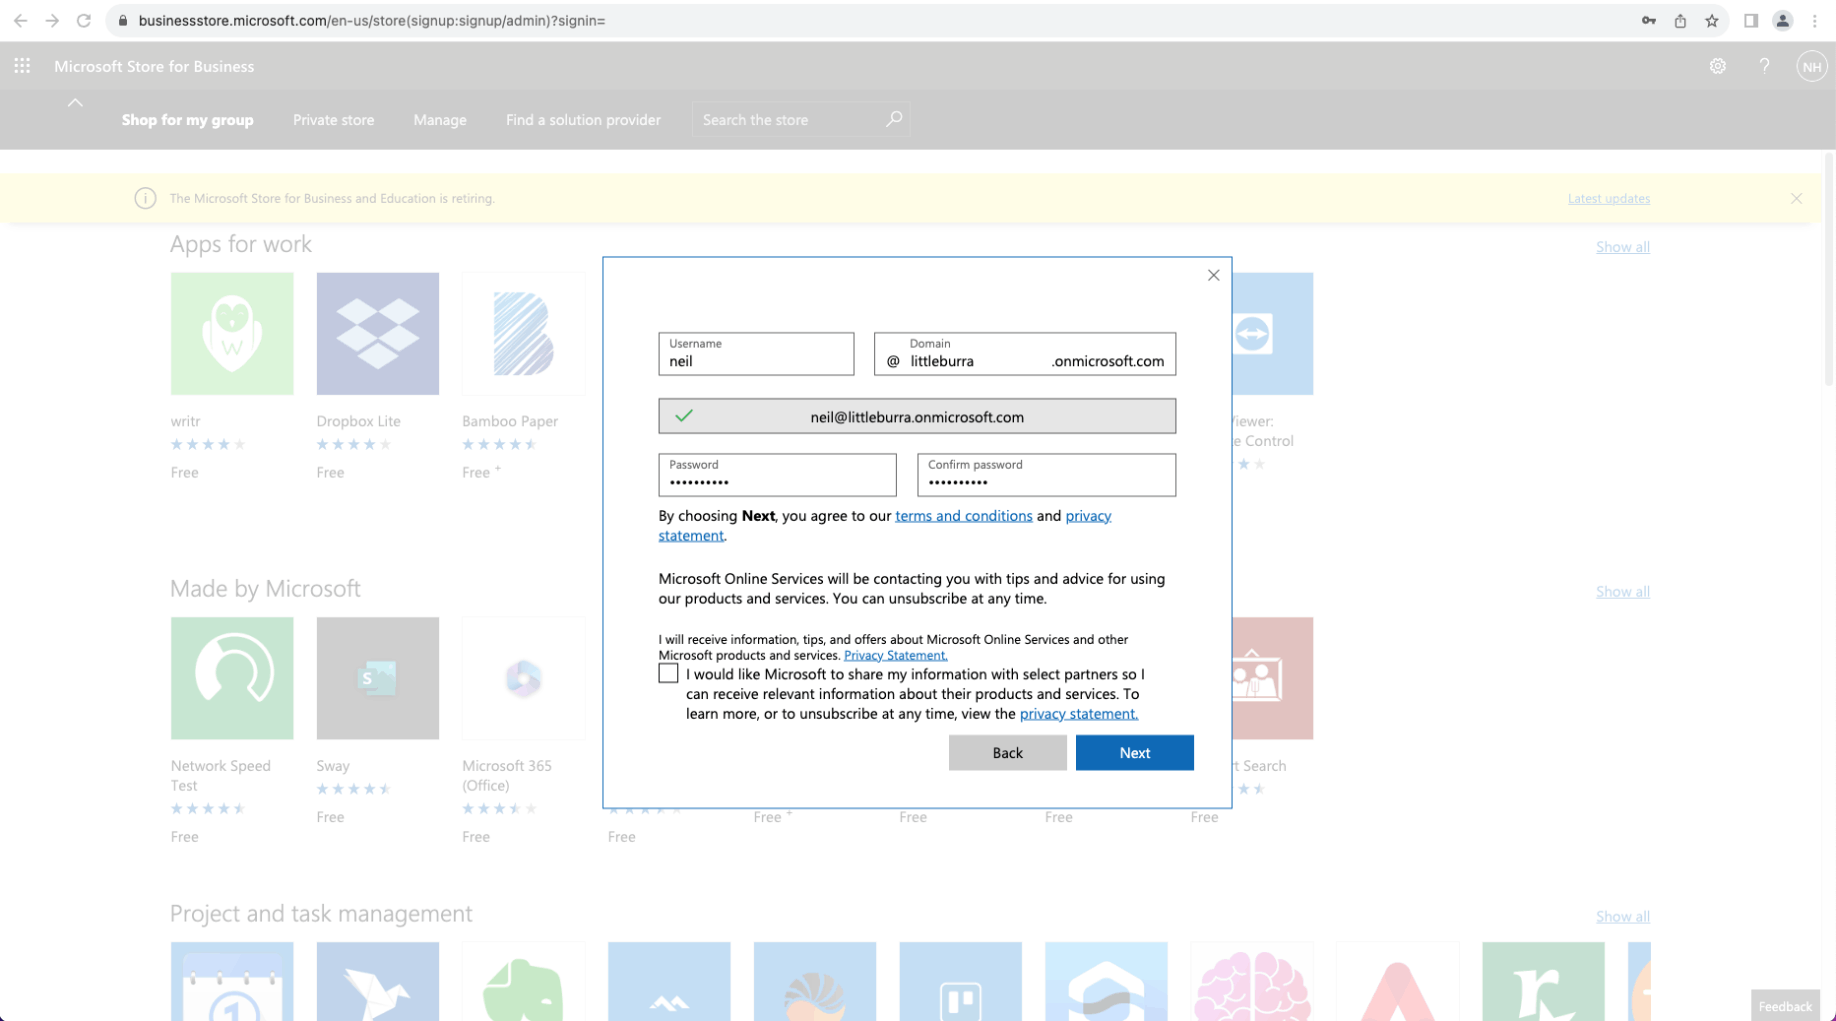 businessstore.microsoft.com/en-us/store(signup:signup/admin)?signin=
Microsoft Store for Business
?
NH
Shop for my group
Private store
Manage
Find a solution provider
Search the store
The Microsoft Store for Business and Education is retiring.
Latest updates
Apps for work
Show all
W
writr
Dropbox Lite
Bamboo Paper
Free
Free
Free +
iewer:
e Control
Username
neil
Domain
@ littleburra
.onmicrosoft.com
neil@littleburra.onmicrosoft.com
Password
••••••••••
Confirm password
••••••••••
By choosing Next, you agree to our terms and conditions and privacy
statement.
Microsoft Online Services will be contacting you with tips and advice for using
our products and services. You can unsubscribe at any time.
I will receive information, tips, and offers about Microsoft Online Services and other
Microsoft products and services. Privacy Statement.
I would like Microsoft to share my information with select partners so I
can receive relevant information about their products and services. To
learn more, or to unsubscribe at any time, view the privacy statement.
Back
Next
Made by Microsoft
Show all
S
Network Speed
Test
Sway
Microsoft 365
(Office)
t Search
Free
Free
Free
Free
Free +
Free
Free
Free
Project and task management
Show all
1
r
Feedback